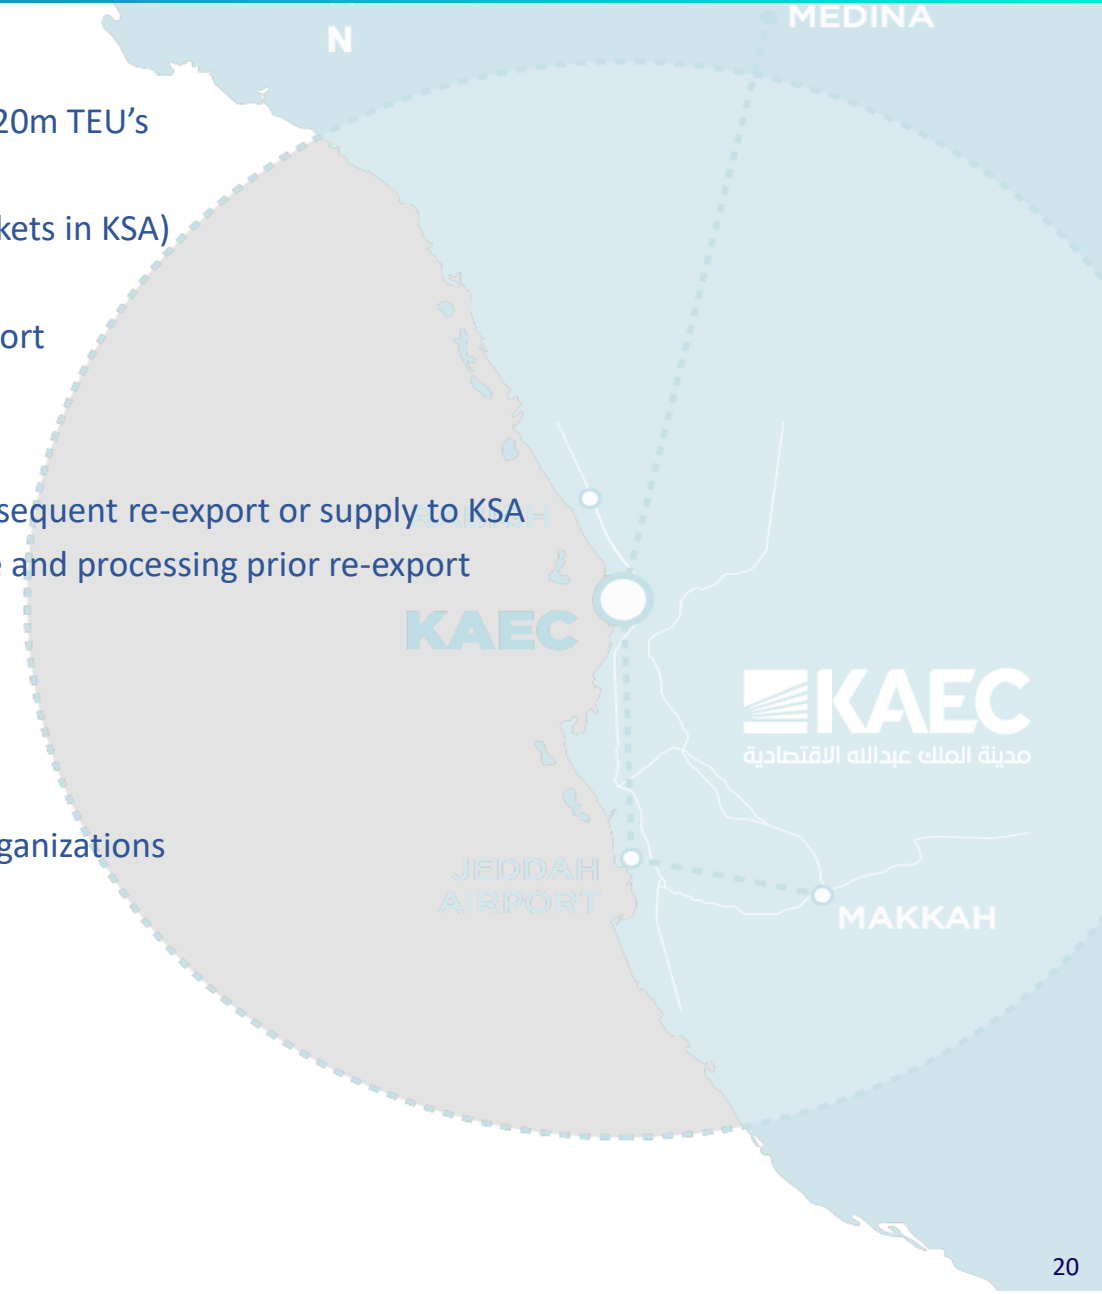 MEDINA
N
20m TEU's
kets in KSA)
ort
sequent re-export or supply to KSA
e and processing prior re-export
KAEC
KAEC
مدينة الملك عبدالله الاقتصادية
ganizations
JEDDAH
AIRPORT
MAKKAH
20